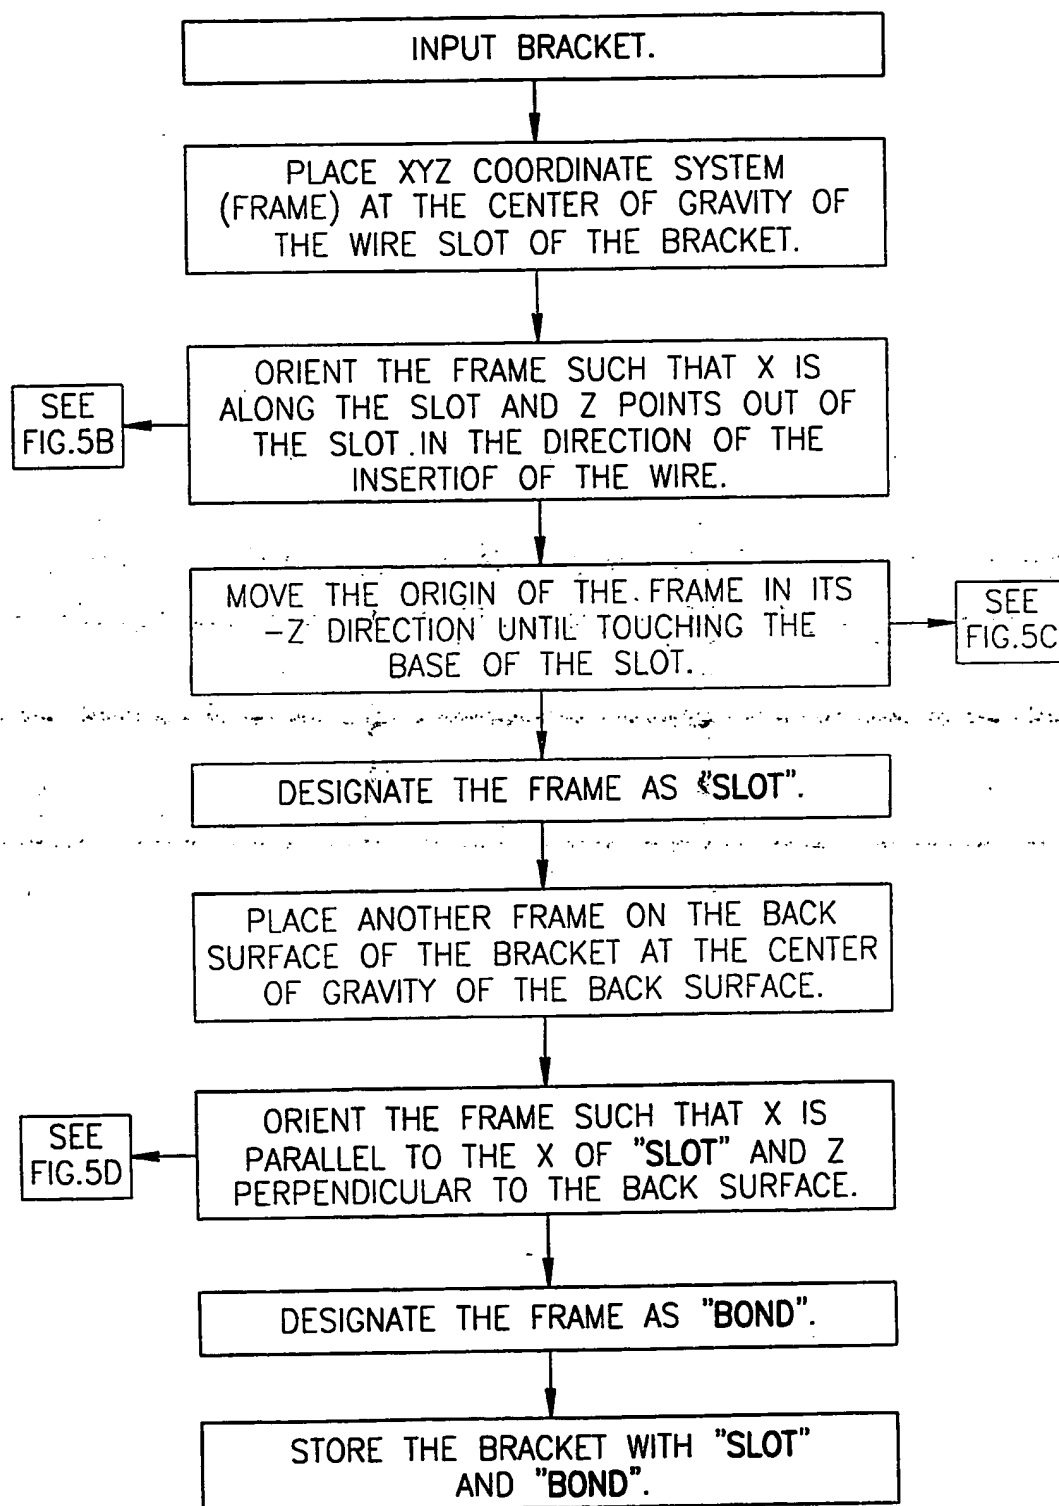 INPUT BRACKET.
PLACE XYZ COORDINATE SYSTEM
(FRAME) AT THE CENTER OF GRAVITY OF
THE WIRE SLOT OF THE BRACKET.
ORIENT THE FRAME SUCH THAT X IS
ALONG THE SLOT AND Z POINTS OUT OF
THE SLOT IN THE DIRECTION OF THE
INSERTIOF OF THE WIRE.
SEE
FIG.5B
MOVE THE ORIGIN OF THE FRAME IN ITS
-Z DIRECTION UNTIL TOUCHING THE
BASE OF THE SLOT.
SEE
FIG.5C
DESIGNATE THE FRAME AS "SLOT".
PLACE ANOTHER FRAME ON THE BACK
SURFACE OF THE BRACKET AT THE CENTER
OF GRAVITY OF THE BACK SURFACE.
ORIENT THE FRAME SUCH THAT X IS
PARALLEL TO THE X OF "SLOT" AND Z
PERPENDICULAR TO THE BACK SURFACE.
SEE
FIG.5D
DESIGNATE THE FRAME AS "BOND".
STORE THE BRACKET WITH "SLOT"
AND "BOND".